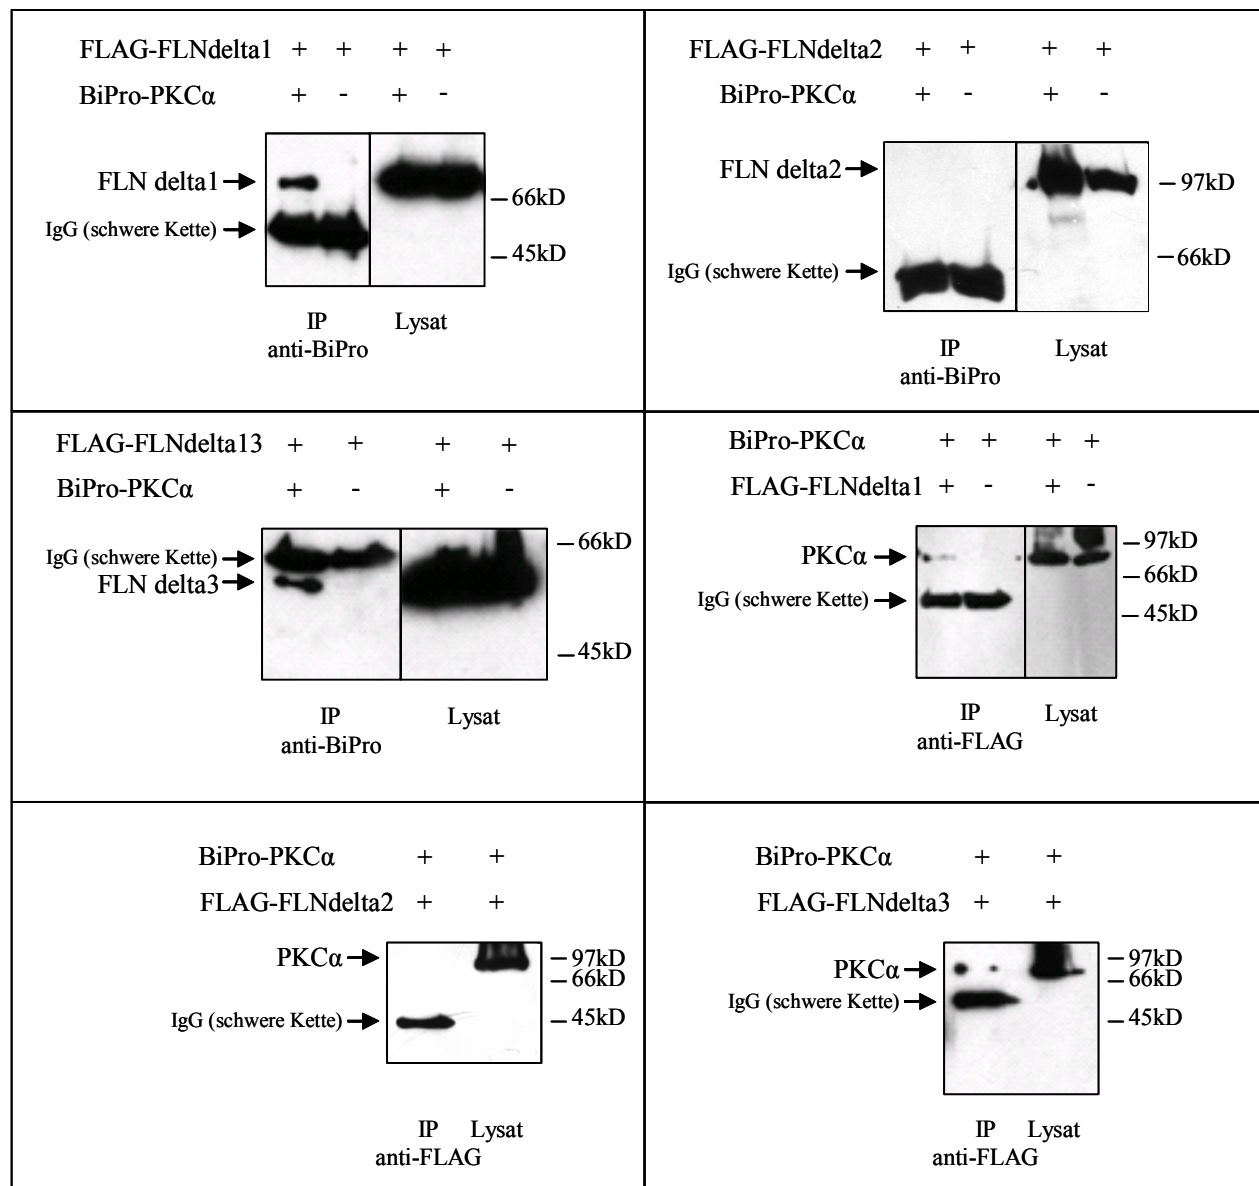 FLAG-FLNdelta1 + + + +
BiPro-PKCα + - + -
FLN delta1
IgG (schwere Kette)
66kD
45kD
IP Lysat
anti-BiPro
FLAG-FLNdelta2 + + + +
BiPro-PKCα + - + -
FLN delta2
97kD
66kD
IgG (schwere Kette)
IP Lysat
anti-BiPro
FLAG-FLNdelta13 + + + +
BiPro-PKCα + - + -
66kD
IgG (schwere Kette)
FLN delta3
45kD
IP Lysat
anti-BiPro
BiPro-PKCα + + + +
FLAG-FLNdelta1 + - + -
97kD
PKCα
66kD
IgG (schwere Kette)
45kD
IP Lysat
anti-FLAG
BiPro-PKCα + +
FLAG-FLNdelta2 + +
PKCα 97kD
66kD
IgG (schwere Kette) 45kD
IP Lysat
anti-FLAG
BiPro-PKCα + +
FLAG-FLNdelta3 + +
97kD
PKCα
66kD
IgG (schwere Kette)
45kD
IP Lysat
anti-FLAG